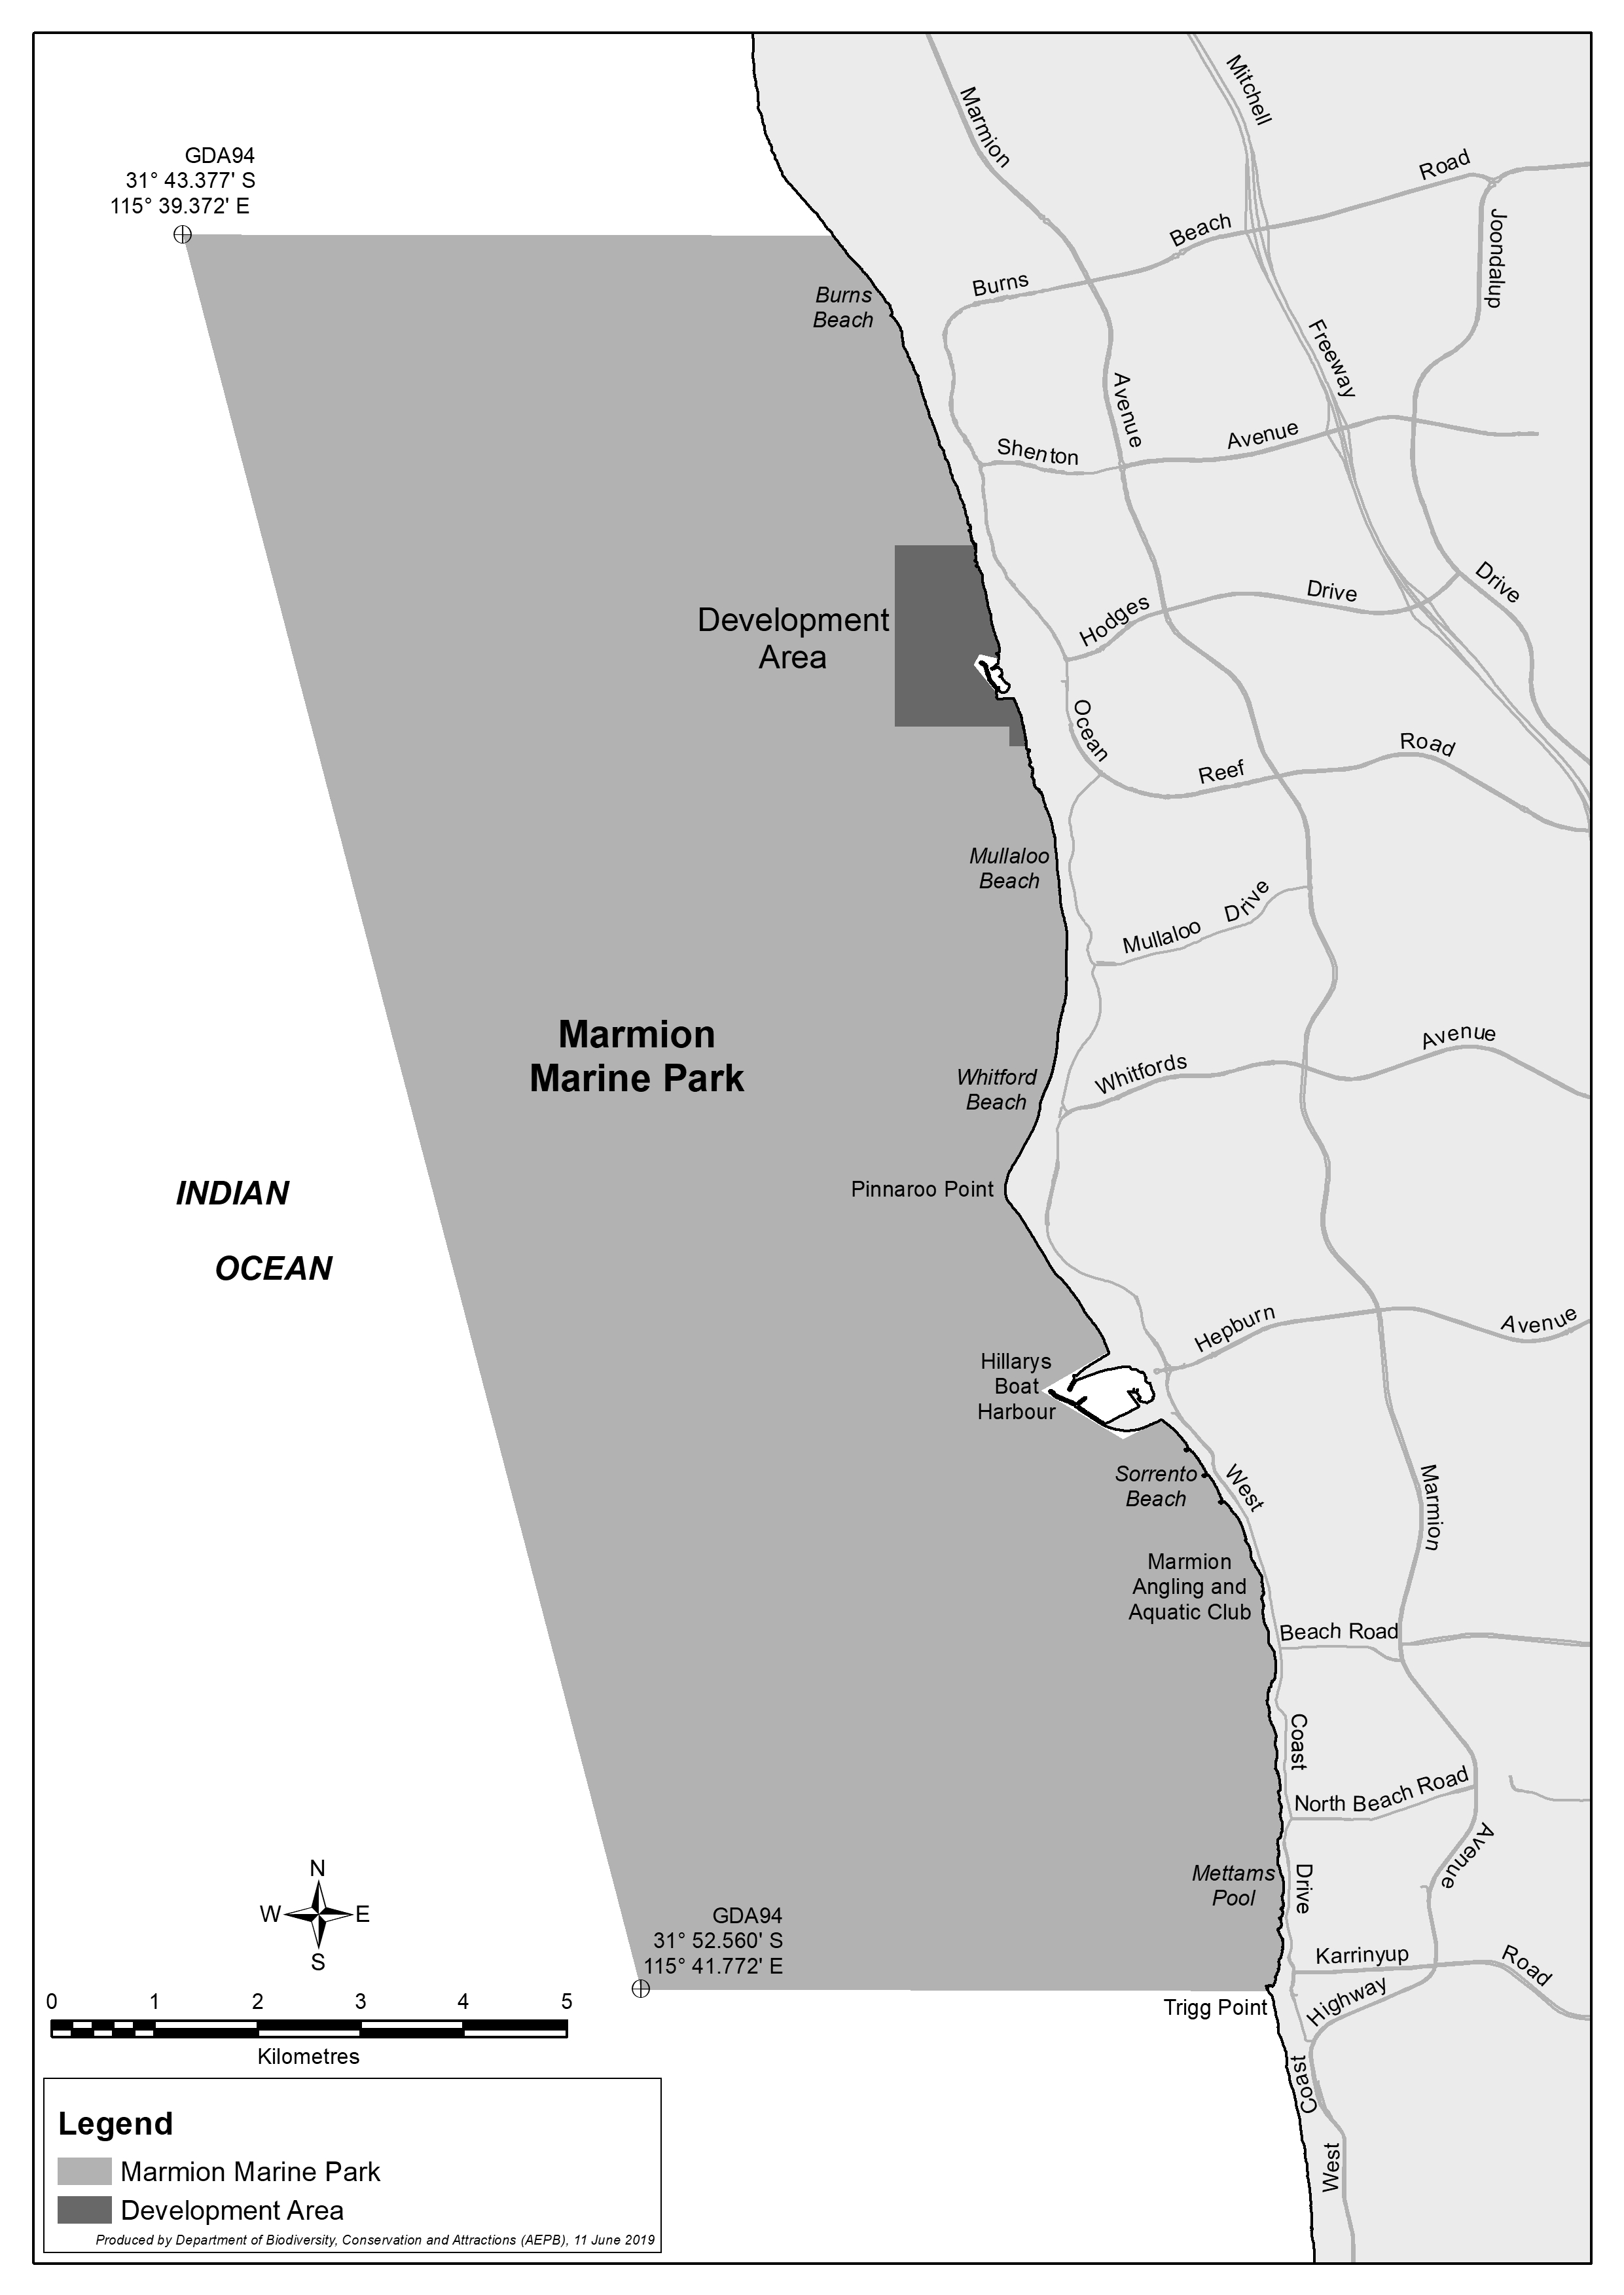 GDA94
31° 43.377' S
115° 39.372' E
Marmion
Mitchell
Road
Beach
Burns
Joondalup
Burns
Beach
Freeway
Avenue
Shenton
Avenue
Development
Area
Hodges
Drive
Drive
Ocean
Reef
Road
Mullaloo
Beach
Mullaloo
Drive
Marmion
Marine Park
Whitford
Beach
Whitfords
Avenue
Pinnaroo Point
INDIAN
OCEAN
Hepburn
Avenue
Hillarys
Boat
Harbour
Sorrento
Beach
West
Marmion
Marmion
Angling and
Aquatic Club
Beach Road
Coast
North Beach Road
Avenue
Mettams
Pool
Drive
N
W
E
S
GDA94
31° 52.560' S
115° 41.772' E
Karrinyup
Road
Highway
Trigg Point
Coast
West
0 1 2 3 4 5
Kilometres
Legend
Marmion Marine Park
Development Area
Produced by Department of Biodiversity, Conservation and Attractions (AEPB), 11 June 2019